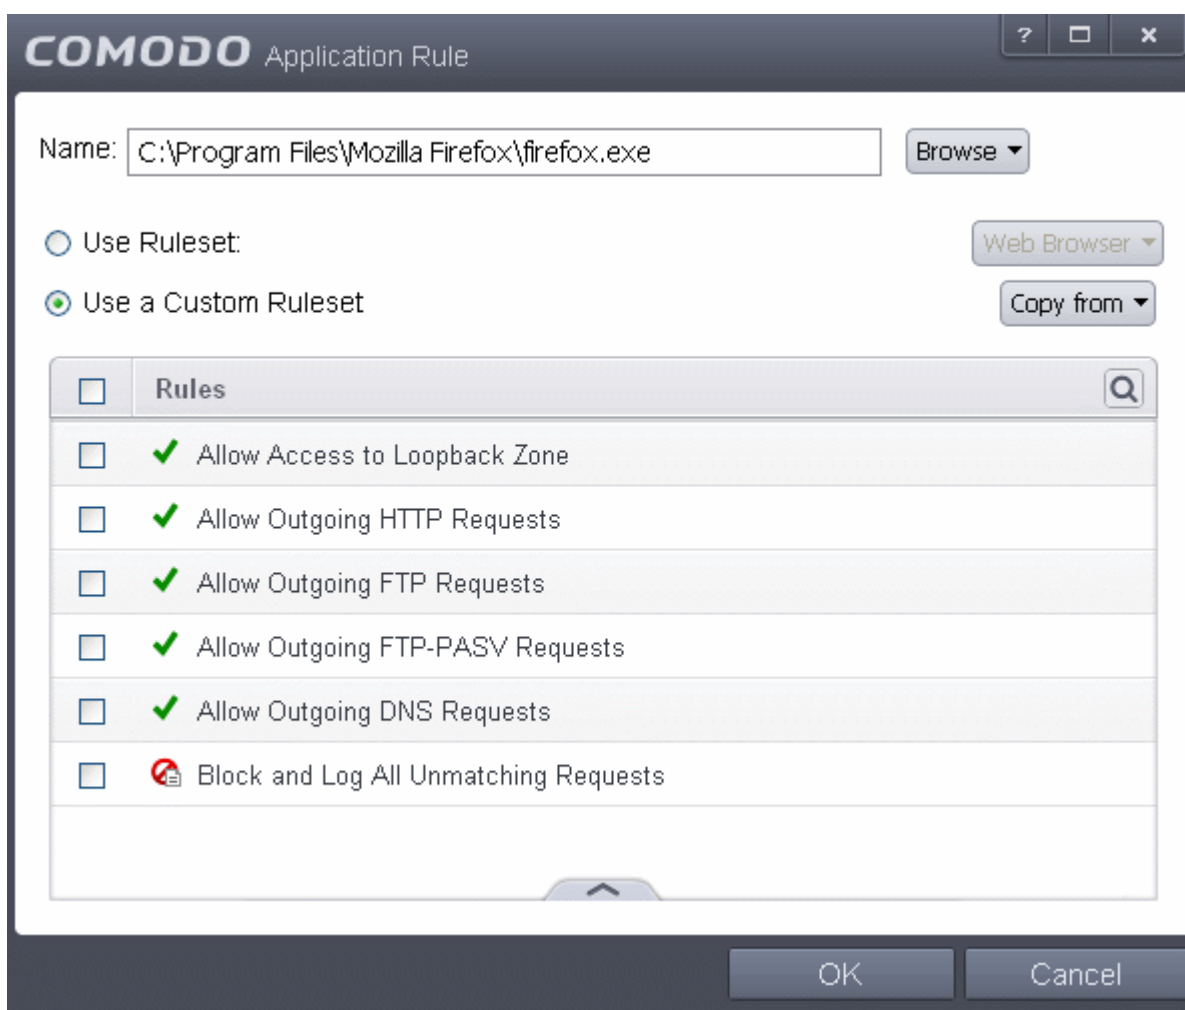 COMODO Application Rule
?
Name: C:\Program Files\Mozilla Firefox\firefox.exe Browse
Use Ruleset: Web Browser
Use a Custom Ruleset Copy from
Rules
Allow Access to Loopback Zone
Allow Outgoing HTTP Requests
Allow Outgoing FTP Requests
Allow Outgoing FTP-PASV Requests
Allow Outgoing DNS Requests
Block and Log All Unmatching Requests
OK Cancel